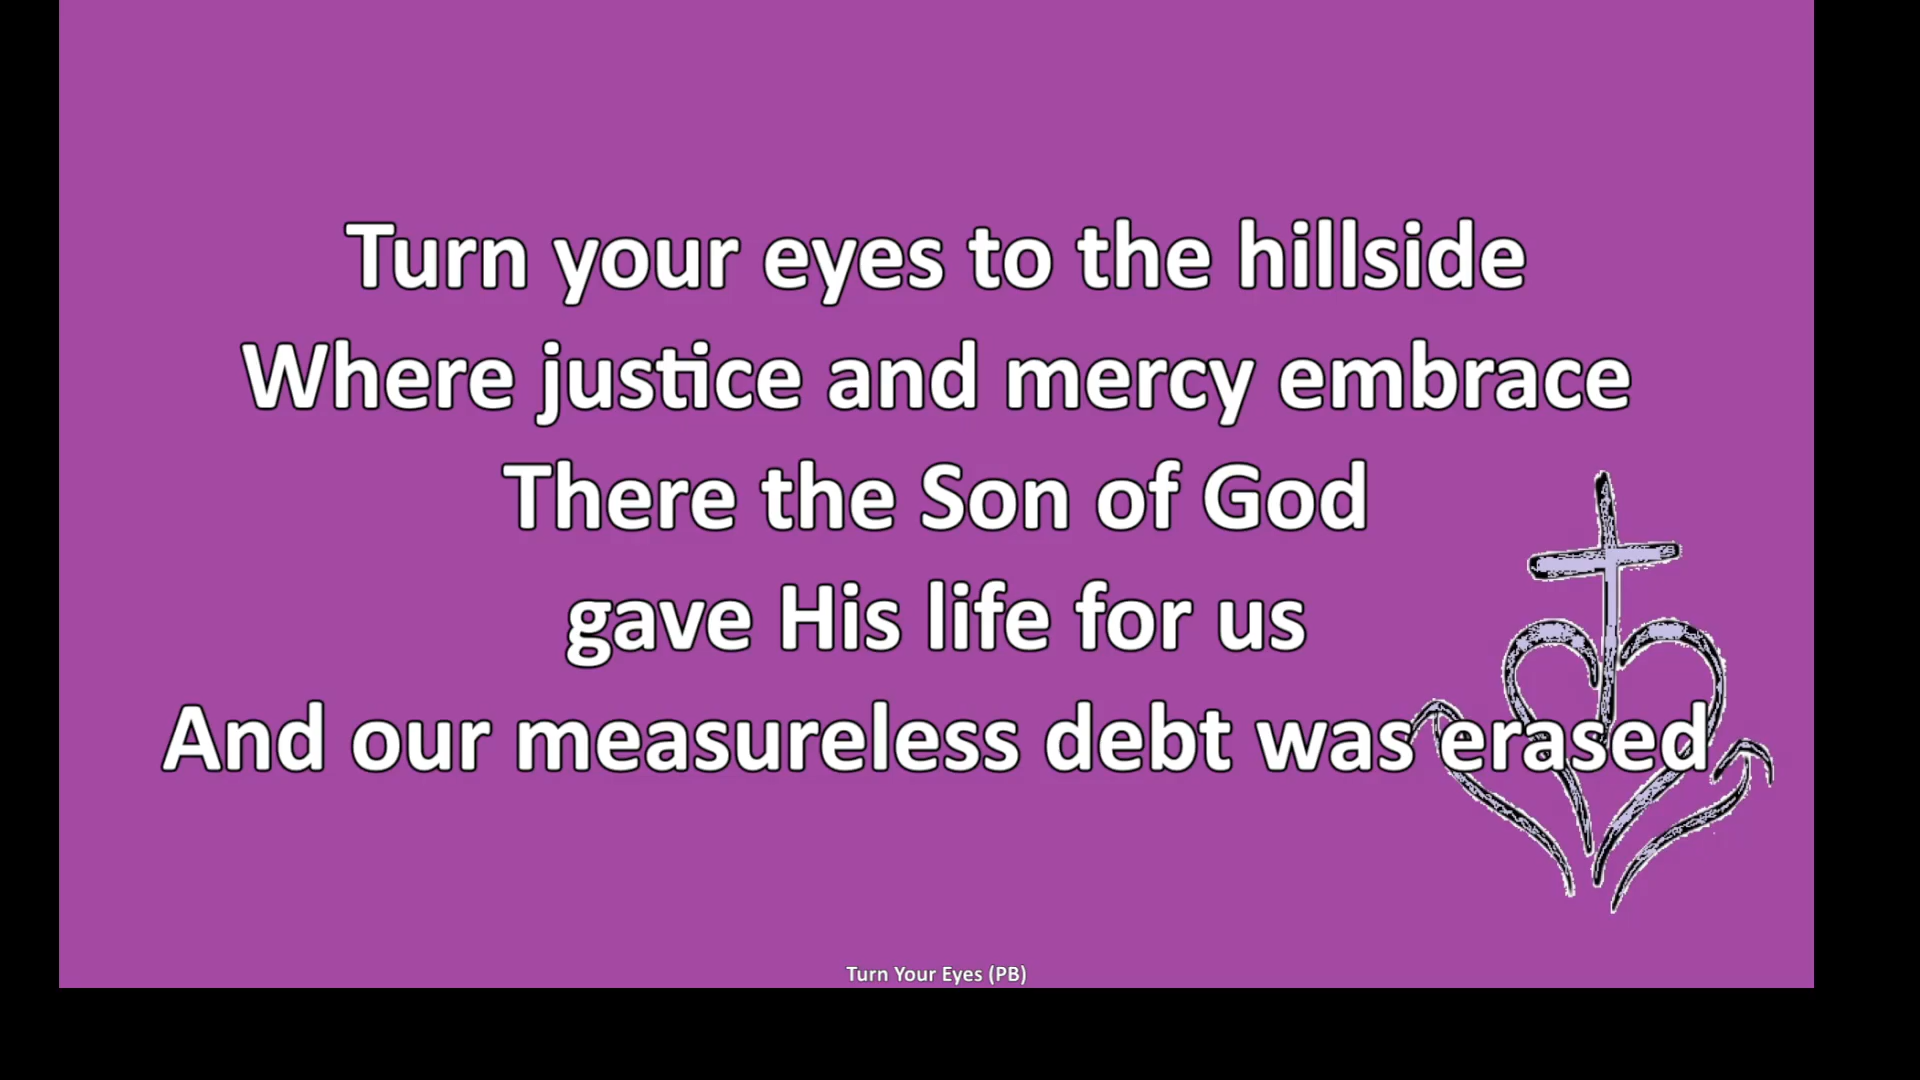 Turn your eyes to the hillside
Where justice and mercy embrace
There the Son of God
gave His life for us
And our measureless debt was erased
Turn Your Eyes (PB)